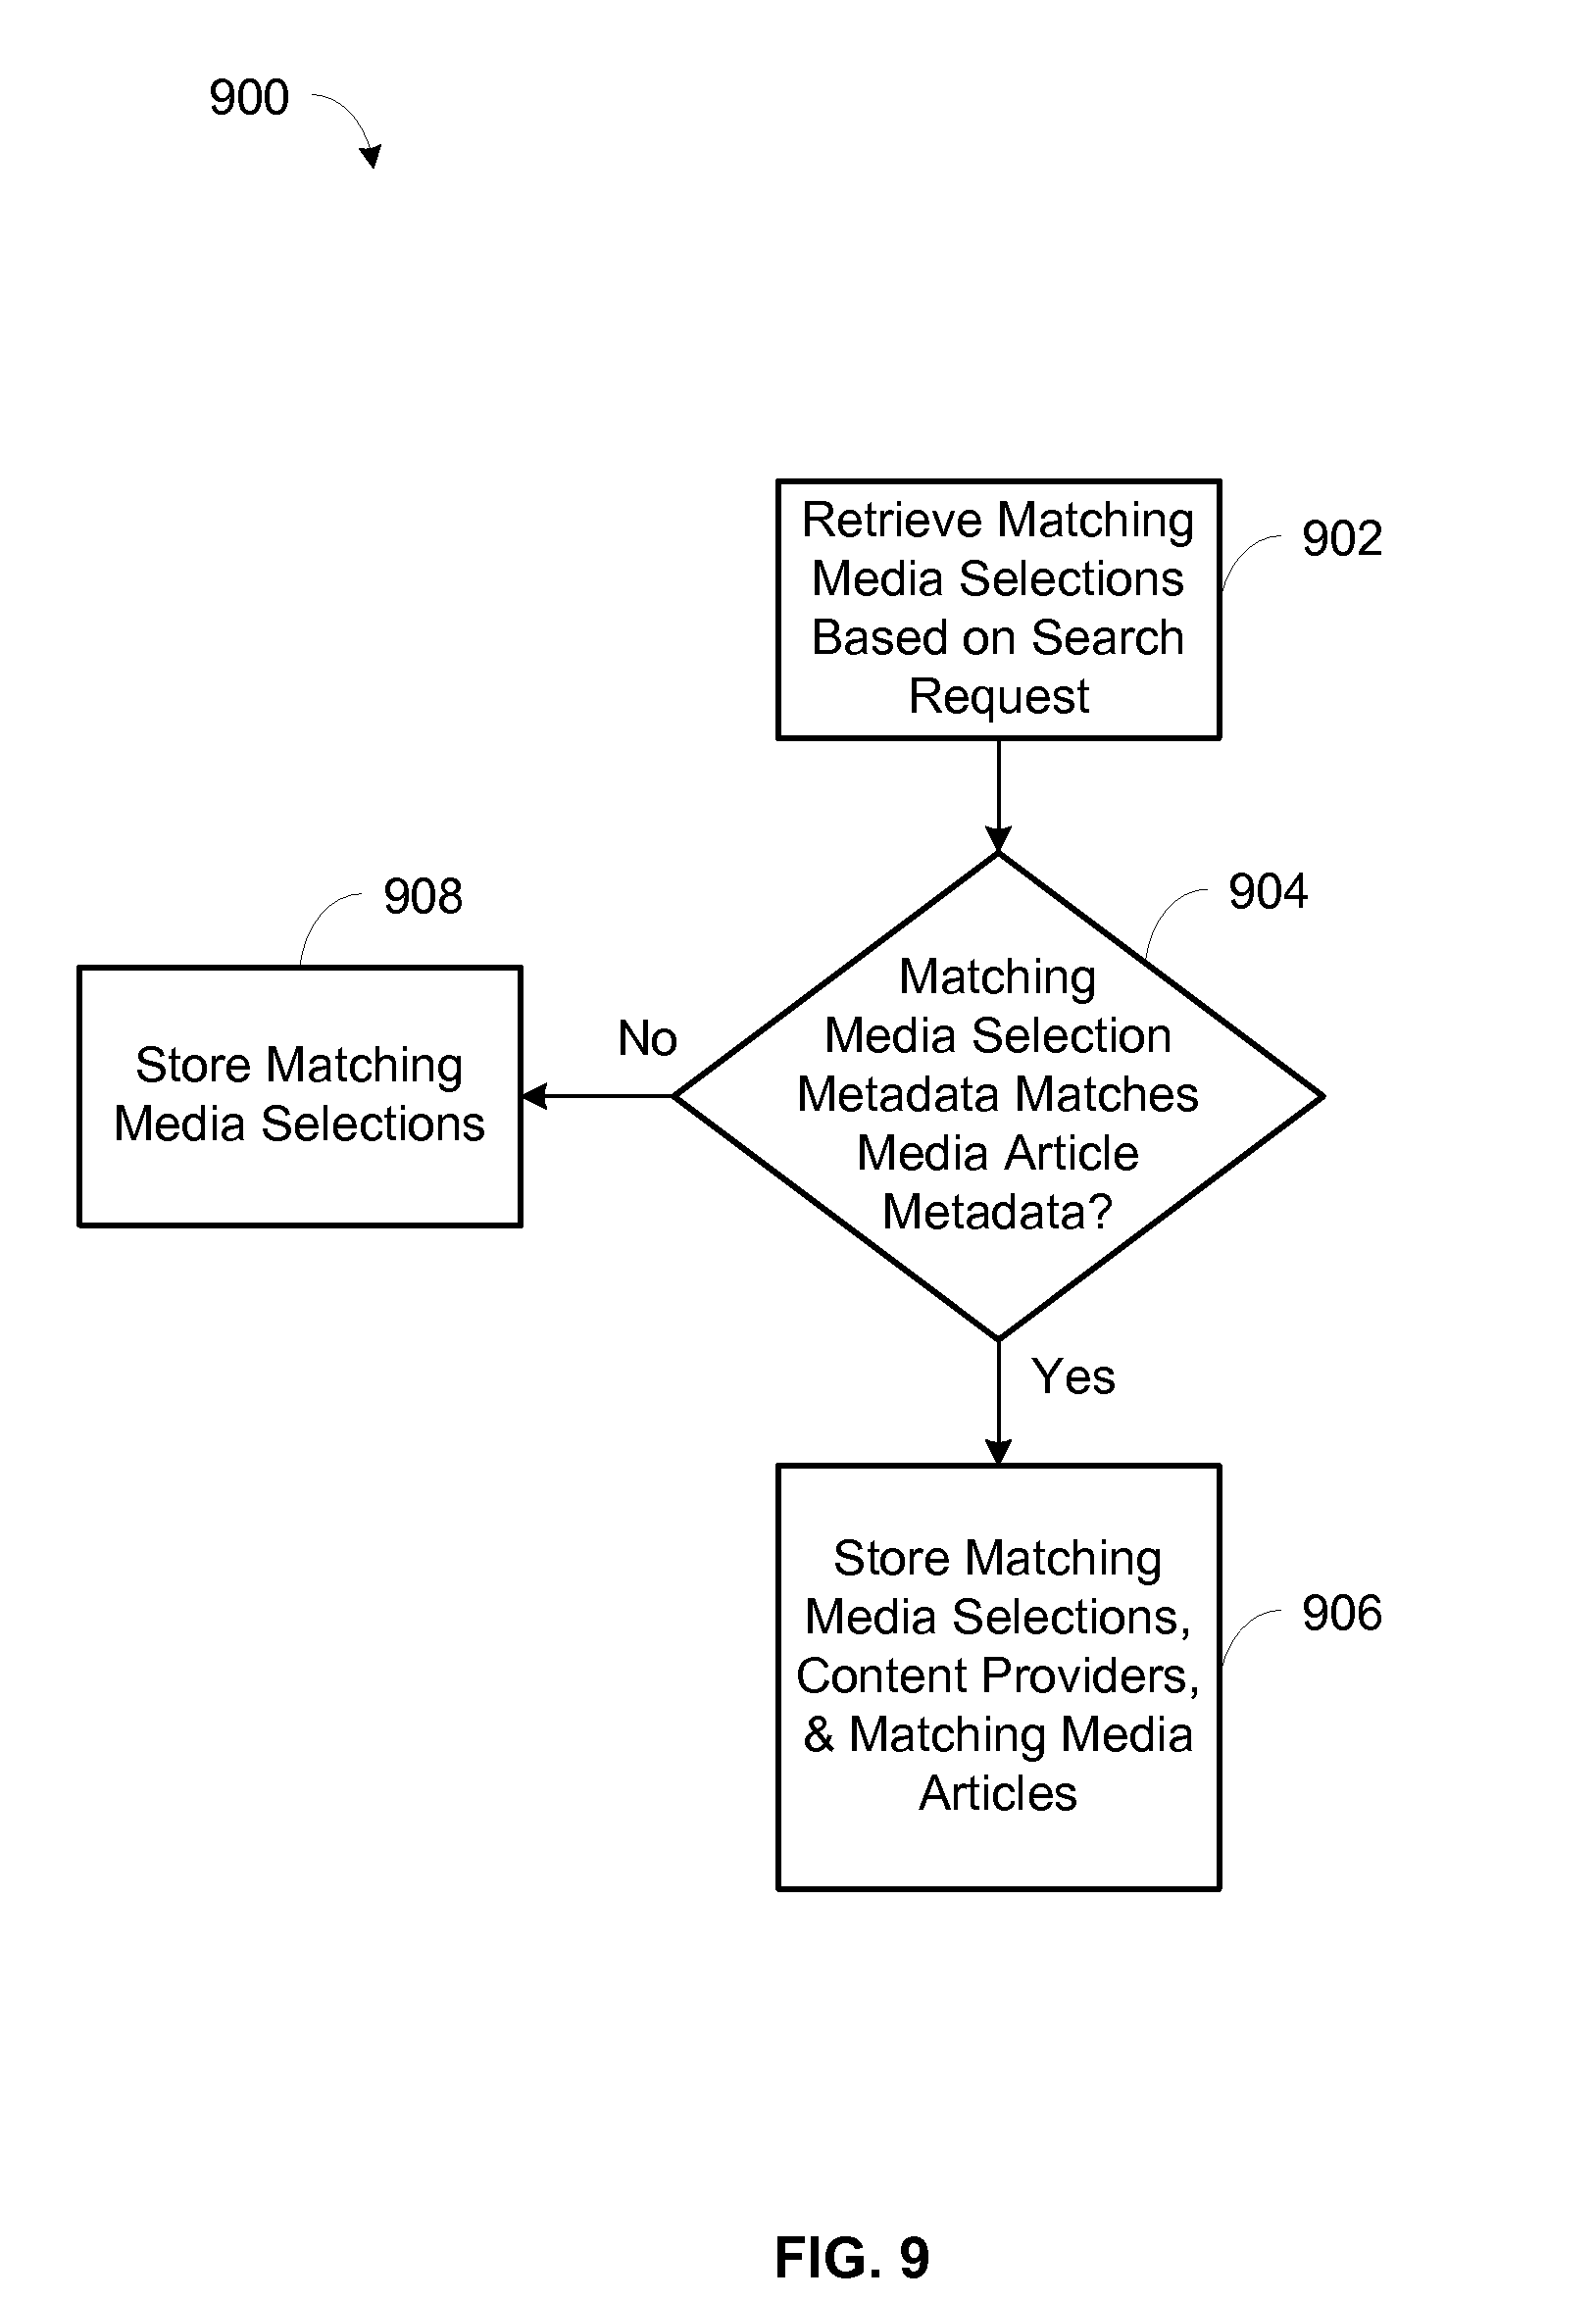 900
Retrieve Matching
Media Selections
Based on Search
Request
902
904
Matching
Media Selection
Metadata Matches
Media Article
Metadata?
No
908
Store Matching
Media Selections
Yes
Store Matching
Media Selections,
Content Providers,
& Matching Media
Articles
906
FIG. 9